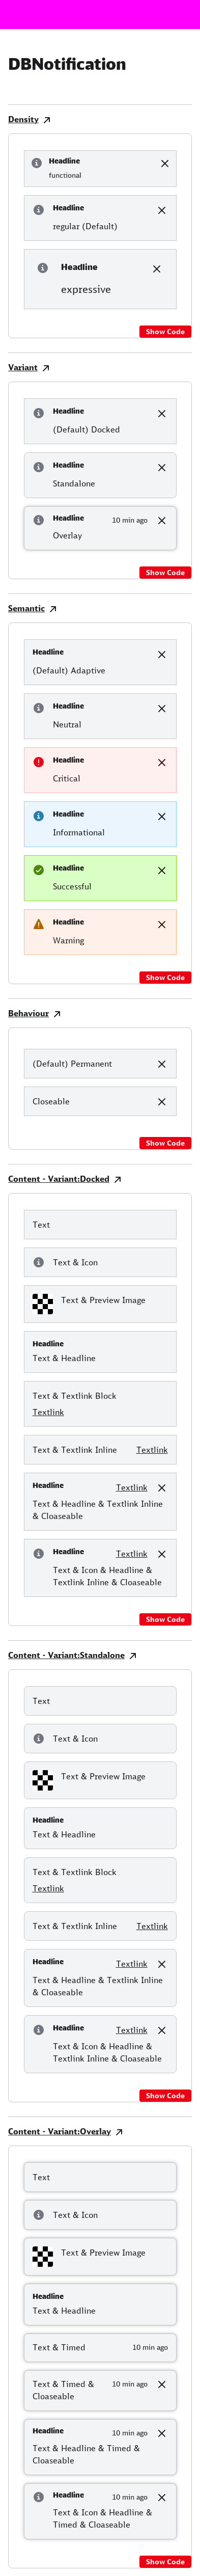 DBNotification
Density
Headline
functional
Headline
regular (Default)
Headline
expressive
Show Code
Variant
Headline
(Default) Docked
Headline
Standalone
Headline 10 min ago
Overlay
Show Code
Semantic
Headline
(Default) Adaptive
Headline
Neutral
Headline
Critical
Headline
Informational
Headline
Successful
Headline
Warning
Show Code
Behaviour
(Default) Permanent
Closeable
Show Code
Content - Variant:Docked
Text
Text & Icon
Text & Preview Image
Headline
Text & Headline
Text & Textlink Block
Textlink
Text & Textlink Inline Textlink
Headline Textlink
Text & Headline & Textlink Inline
& Cloaseable
Headline Textlink
Text & Icon & Headline &
Textlink Inline & Cloaseable
Show Code
Content - Variant:Standalone
Text
Text & Icon
Text & Preview Image
Headline
Text & Headline
Text & Textlink Block
Textlink
Text & Textlink Inline Textlink
Headline Textlink
Text & Headline & Textlink Inline
& Cloaseable
Headline Textlink
Text & Icon & Headline &
Textlink Inline & Cloaseable
Show Code
Content - Variant:Overlay
Text
Text & Icon
Text & Preview Image
Headline
Text & Headline
Text & Timed 10 min ago
Text & Timed & 10 min ago
Cloaseable
Headline 10 min ago
Text & Headline & Timed &
Cloaseable
Headline 10 min ago
Text & Icon & Headline &
Timed & Cloaseable
Show Code